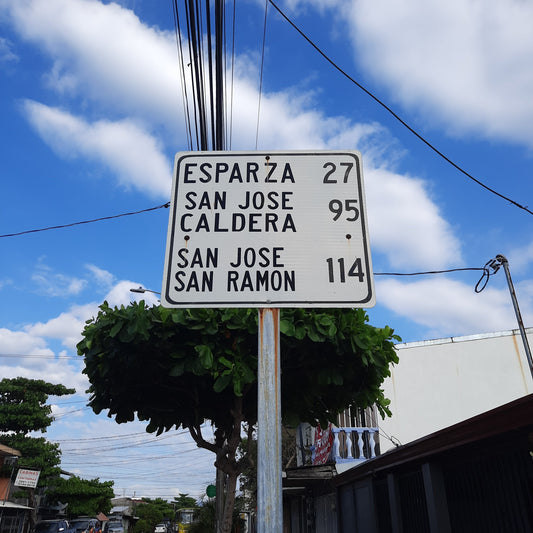 ESPARZA 27
SAN JOSE
CALDERA 95
SAN JOSE
SAN RAMON 114